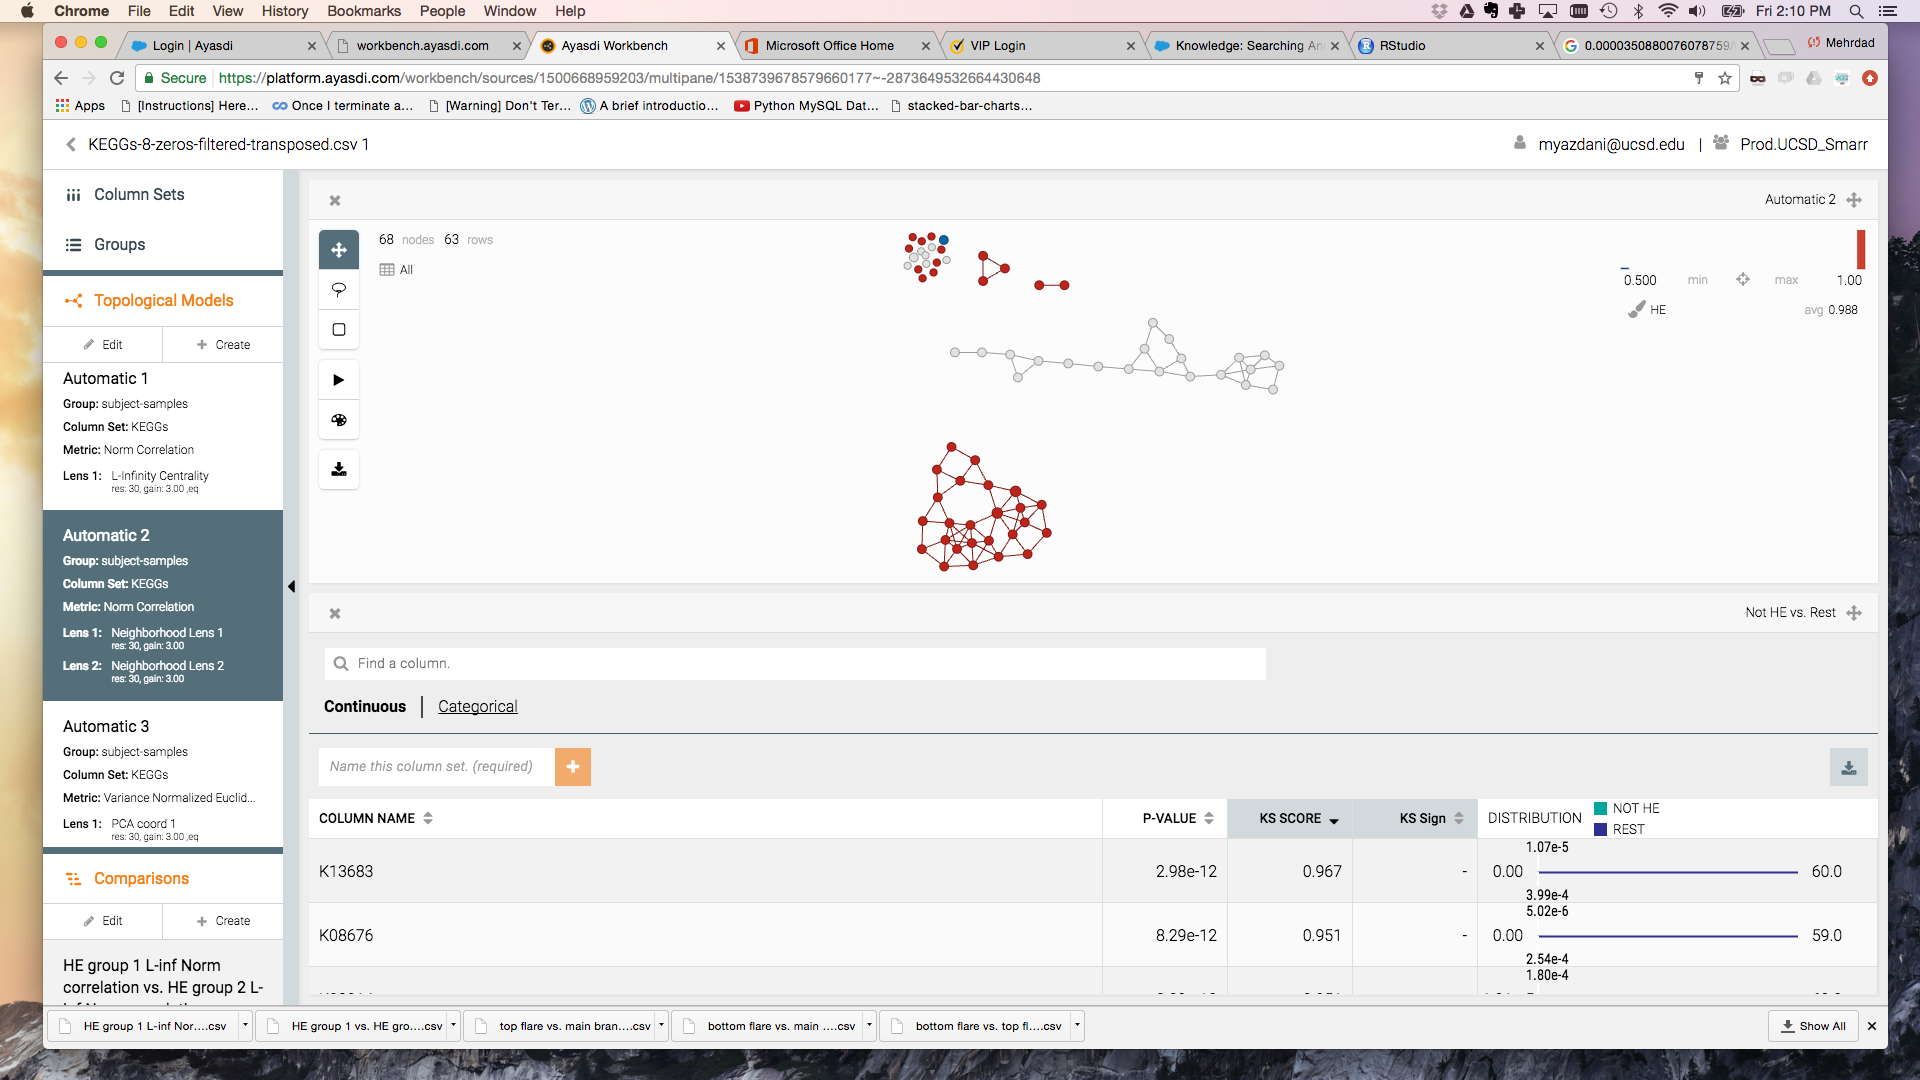 Chrome File Edit View History Bookmarks People Window Help Fri 2:10 PM
Login | Ayasdi workbench.ayasdi.com Ayasdi Workbench Microsoft Office Home VIP Login Knowledge: Searching An RStudio 0.0000350880076078759 Mehrdad
Secure https://platform.ayasdi.com/workbench/sources/1500668959203/multipane/1538739678579660177~-2873649532664430648
Apps [Instructions] Here... Once I terminate a... [Warning] Don't Ter... A brief introductio... Python MySQL Dat... stacked-bar-charts...
KEGGs-8-zeros-filtered-transposed.csv 1 myazdani@ucsd.edu | Prod.UCSD_Smarr
Column Sets
Groups
Topological Models
Edit Create
Automatic 1
Group: subject-samples
Column Set: KEGGs
Metric: Norm Correlation
Lens 1: L-Infinity Centrality
res: 30, gain: 3.00 ,eq
Automatic 2
Group: subject-samples
Column Set: KEGGs
Metric: Norm Correlation
Lens 1: Neighborhood Lens 1
res: 30, gain: 3.00
Lens 2: Neighborhood Lens 2
res: 30, gain: 3.00
Automatic 3
Group: subject-samples
Column Set: KEGGs
Metric: Variance Normalized Euclid...
Lens 1: PCA coord 1
res: 30, gain: 3.00 ,eq
Comparisons
Edit Create
HE group 1 L-inf Norm
correlation vs. HE group 2 L-
Automatic 2
68 nodes 63 rows
All
0.500 min max 1.00
HE avg 0.988
Not HE vs. Rest
Find a column.
Continuous | Categorical
Name this column set. (required) +
COLUMN NAME P-VALUE KS SCORE KS Sign DISTRIBUTION NOT HE
REST
1.07e-5
K13683 2.98e-12 0.967 - 0.00 60.0
3.99e-4
5.02e-6
K08676 8.29e-12 0.951 - 0.00 59.0
2.54e-4
1.80e-4
HE group 1 L-inf Nor....csv HE group 1 vs. HE gro....csv top flare vs. main bran....csv bottom flare vs. main ....csv bottom flare vs. top fl....csv Show All